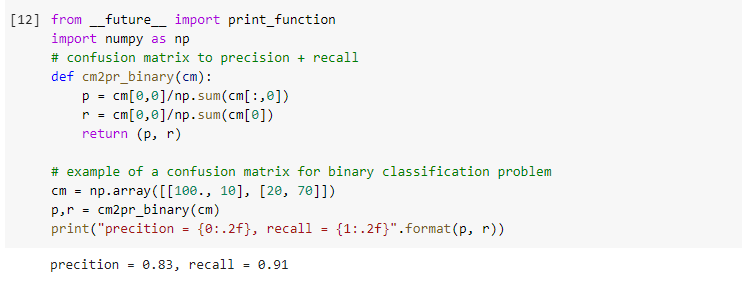 [12] from __future__ import print_function
import numpy as np
# confusion matrix to precision + recall
def cm2pr_binary(cm):
    p = cm[0,0]/np.sum(cm[:,0])
    r = cm[0,0]/np.sum(cm[0])
    return (p, r)

# example of a confusion matrix for binary classification problem
cm = np.array([[100., 10], [20, 70]])
p,r = cm2pr_binary(cm)
print("precition = {0:.2f}, recall = {1:.2f}".format(p, r))

precition = 0.83, recall = 0.91